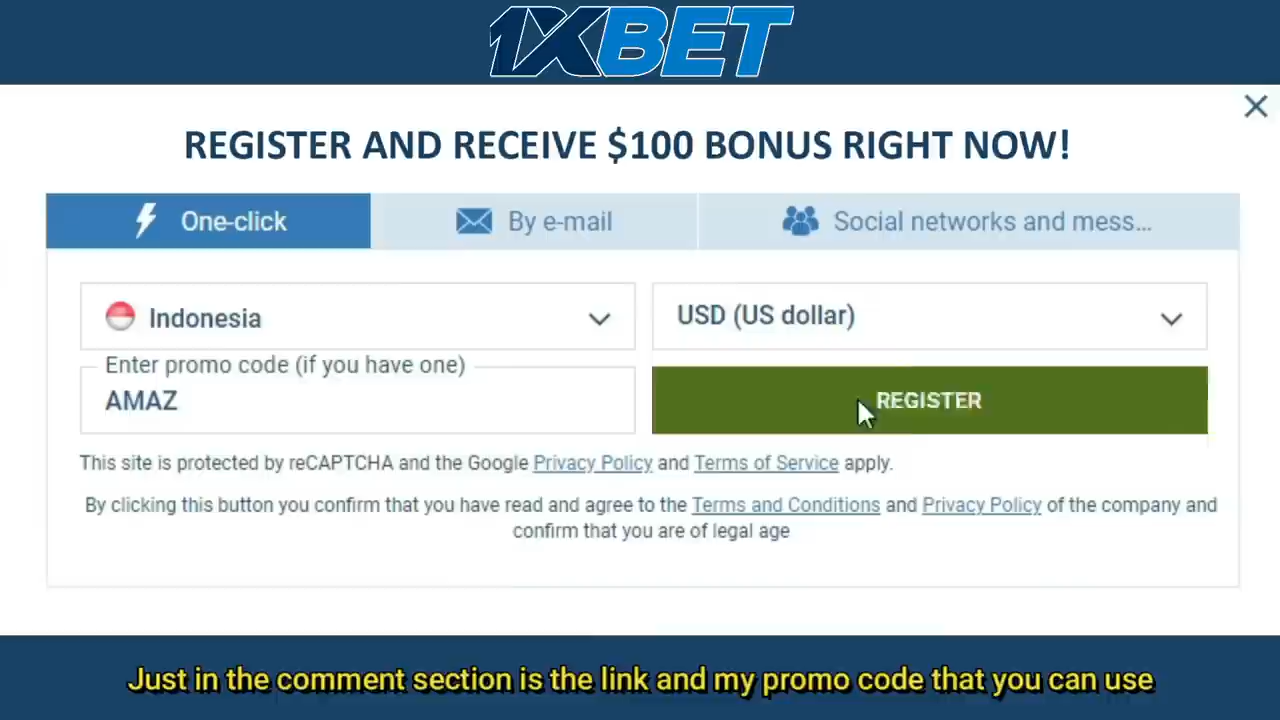 1XBET
REGISTER AND RECEIVE $100 BONUS RIGHT NOW!
One-click
By e-mail
Social networks and mess...
Indonesia
USD (US dollar)
Enter promo code (if you have one)
AMAZ
REGISTER
This site is protected by reCAPTCHA and the Google Privacy Policy and Terms of Service apply.
By clicking this button you confirm that you have read and agree to the Terms and Conditions and Privacy Policy of the company and
confirm that you are of legal age
Just in the comment section is the link and my promo code that you can use